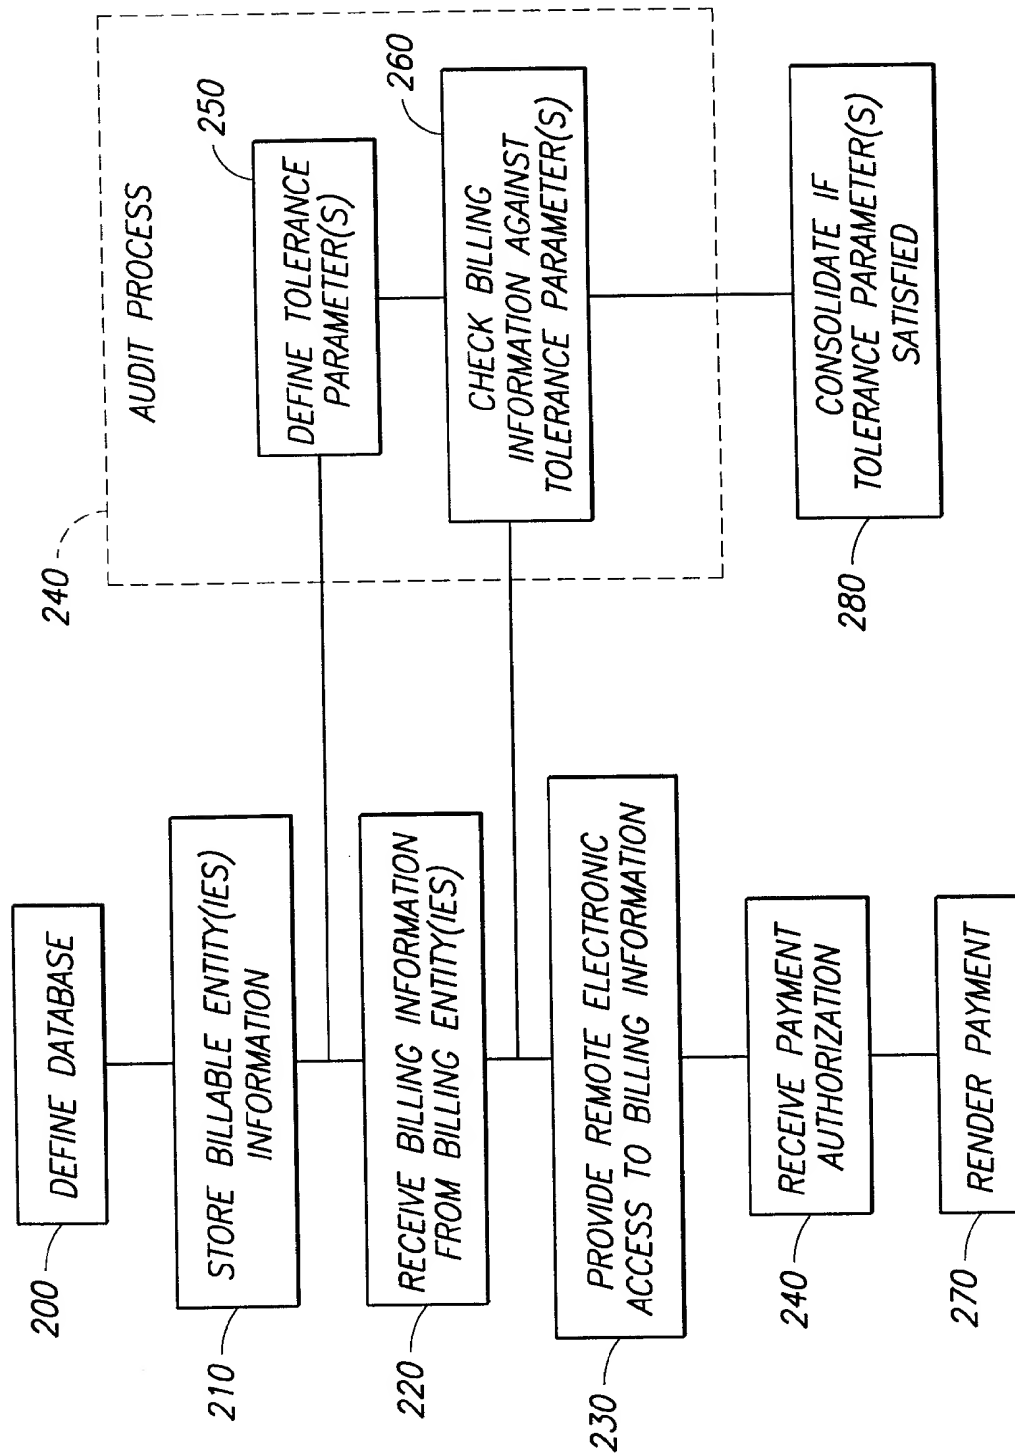 200
DEFINE DATABASE
210
STORE BILLABLE ENTITY(IES)
INFORMATION
220
RECEIVE BILLING INFORMATION
FROM BILLING ENTITY(IES)
230
PROVIDE REMOTE ELECTRONIC
ACCESS TO BILLING INFORMATION
240
RECEIVE PAYMENT
AUTHORIZATION
270
RENDER PAYMENT
240
AUDIT PROCESS
250
DEFINE TOLERANCE
PARAMETER(S)
260
CHECK BILLING
INFORMATION AGAINST
TOLERANCE PARAMETER(S)
280
CONSOLIDATE IF
TOLERANCE PARAMETER(S)
SATISFIED